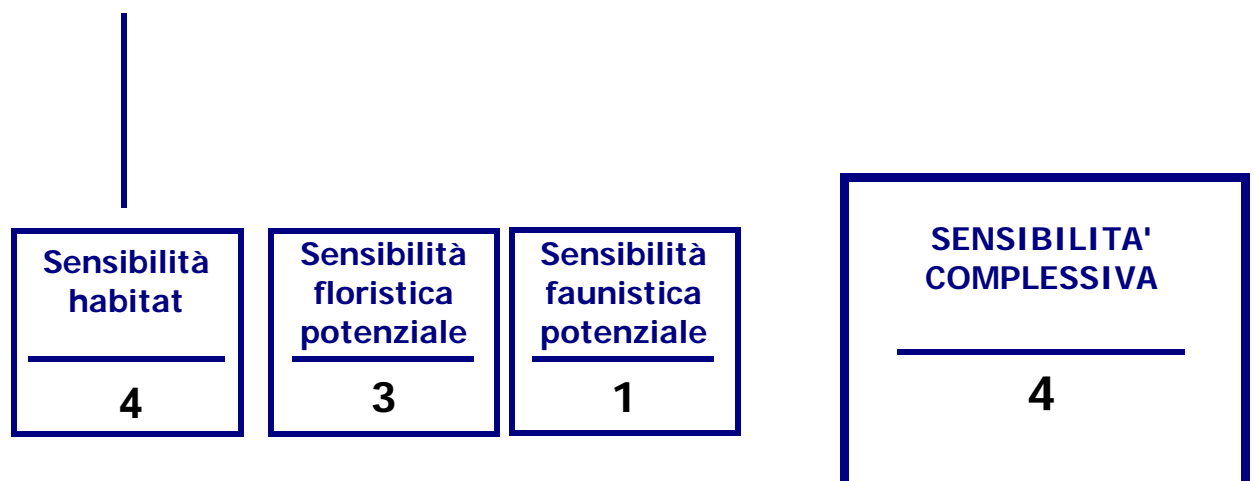 Sensibilità
habitat
4
Sensibilità
floristica
potenziale
3
Sensibilità
faunistica
potenziale
1
SENSIBILITA'
COMPLESSIVA
4